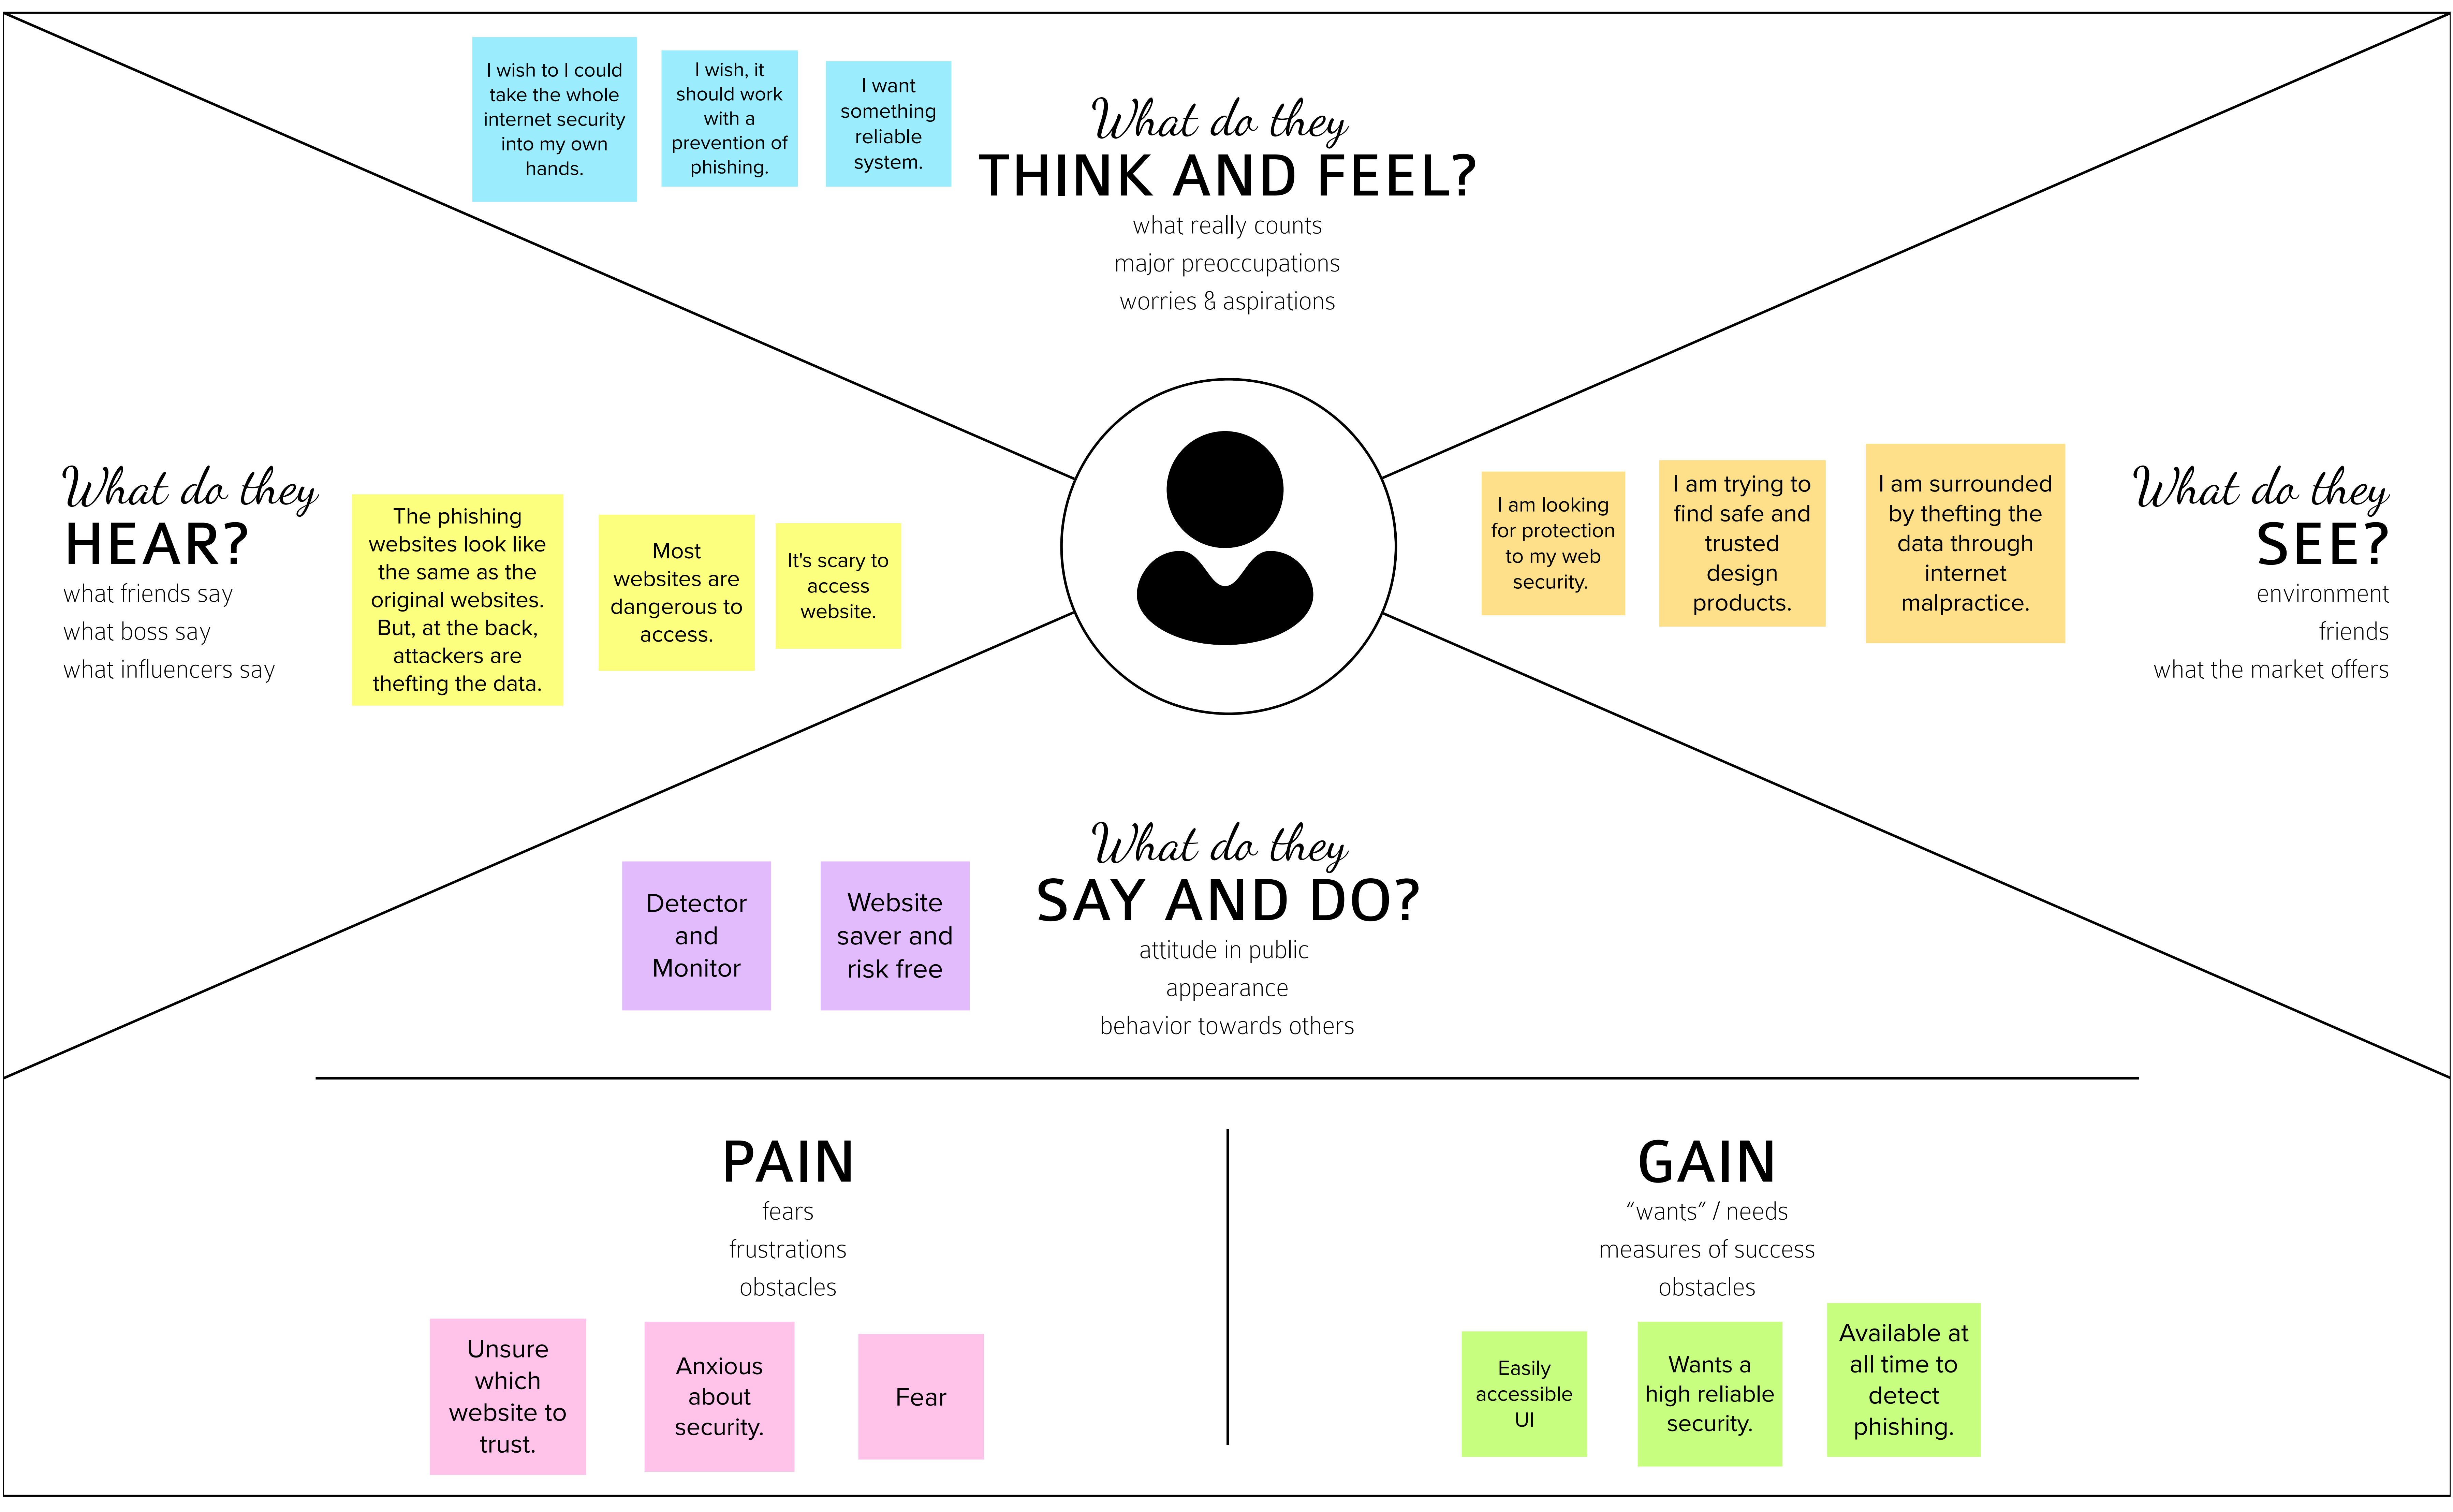 I wish to I could
take the whole
internet security
into my own
hands.
I wish, it
should work
with a
prevention of
phishing.
I want
something
reliable
system.
What do they
THINK AND FEEL?
what really counts
major preoccupations
worries & aspirations
What do they
HEAR?
what friends say
what boss say
what influencers say
The phishing
websites look like
the same as the
original websites.
But, at the back,
attackers are
thefting the data.
Most
websites are
dangerous to
access.
It's scary to
access
website.
I am looking
for protection
to my web
security.
I am trying to
find safe and
trusted
design
products.
I am surrounded
by thefting the
data through
internet
malpractice.
What do they
SEE?
environment
friends
what the market offers
Detector
and
Monitor
Website
saver and
risk free
What do they
SAY AND DO?
attitude in public
appearance
behavior towards others
PAIN
fears
frustrations
obstacles
Unsure
which
website to
trust.
Anxious
about
security.
Fear
GAIN
“wants” / needs
measures of success
obstacles
Easily
accessible
UI
Wants a
high reliable
security.
Available at
all time to
detect
phishing.